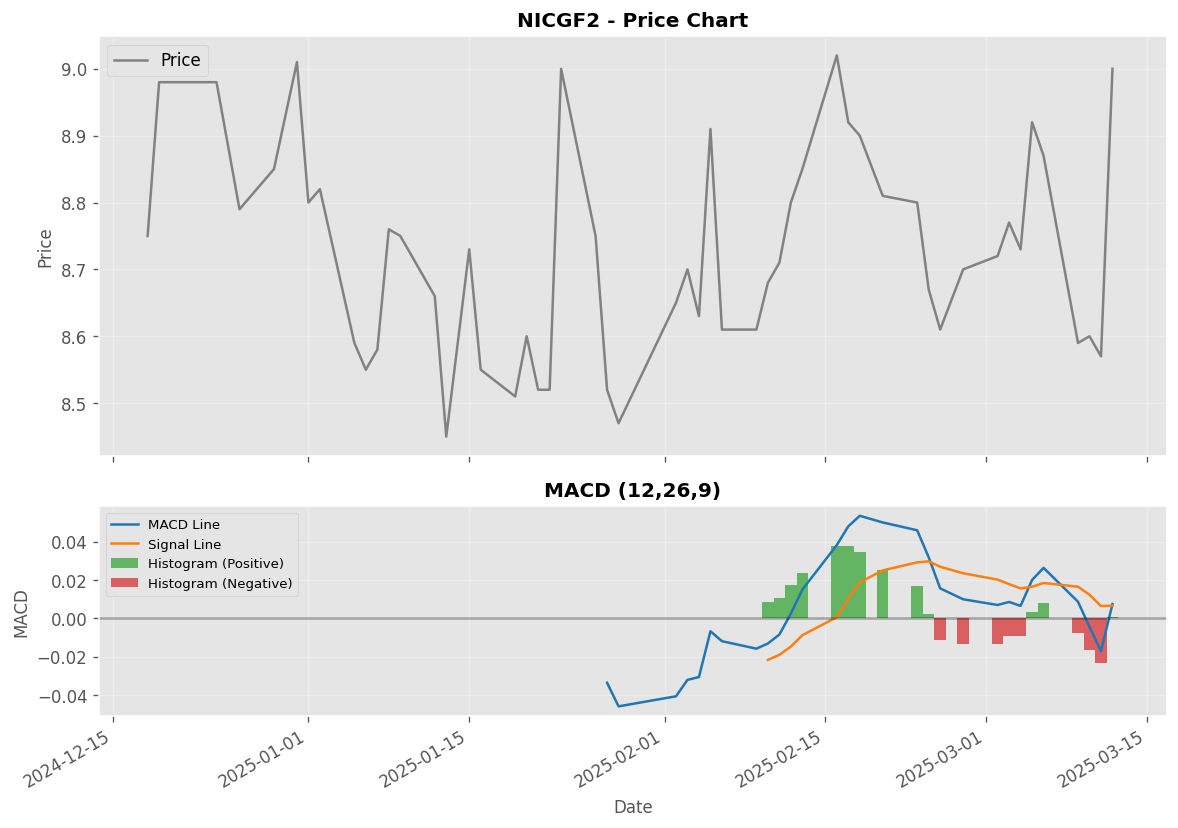 NICGF2 - Price Chart
Price
9.0
8.9
8.8
8.7
8.6
8.5
Price
MACD (12,26,9)
MACD Line
Signal Line
Histogram (Positive)
Histogram (Negative)
0.04
0.02
0.00
−0.02
−0.04
MACD
2024-12-15
2025-01-01
2025-01-15
2025-02-01
2025-02-15
2025-03-01
2025-03-15
Date